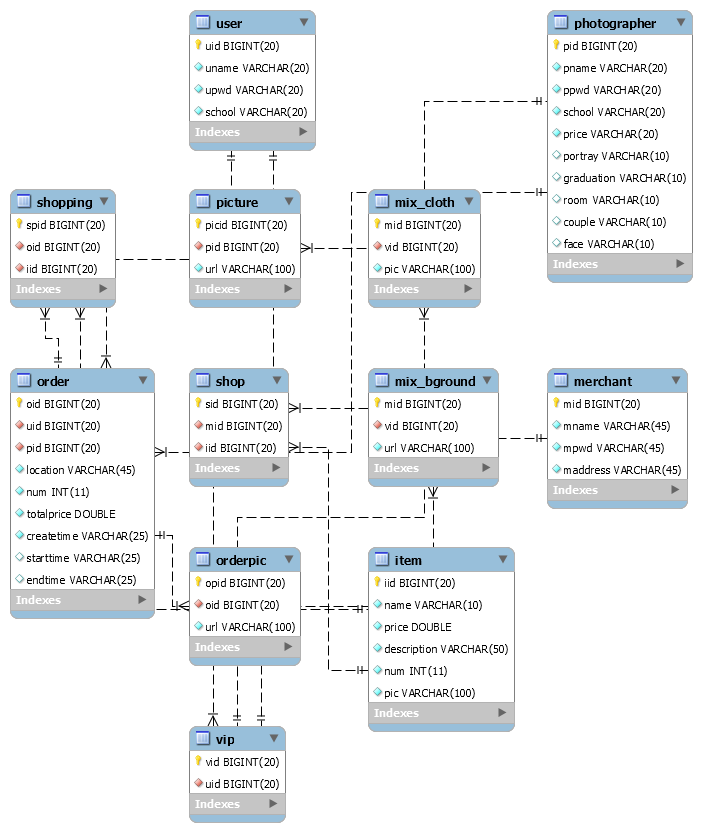 user
uid BIGINT(20)
uname VARCHAR(20)
upwd VARCHAR(20)
school VARCHAR(20)
Indexes
photographer
pid BIGINT(20)
pname VARCHAR(20)
ppwd VARCHAR(20)
school VARCHAR(20)
price VARCHAR(20)
portray VARCHAR(10)
graduation VARCHAR(10)
room VARCHAR(10)
couple VARCHAR(10)
face VARCHAR(10)
Indexes
shopping
spid BIGINT(20)
oid BIGINT(20)
iid BIGINT(20)
Indexes
picture
picid BIGINT(20)
pid BIGINT(20)
url VARCHAR(100)
Indexes
mix_cloth
mid BIGINT(20)
vid BIGINT(20)
pic VARCHAR(100)
Indexes
order
oid BIGINT(20)
uid BIGINT(20)
pid BIGINT(20)
location VARCHAR(45)
num INT(11)
totalprice DOUBLE
createtime VARCHAR(25)
starttime VARCHAR(25)
endtime VARCHAR(25)
Indexes
shop
sid BIGINT(20)
mid BIGINT(20)
iid BIGINT(20)
Indexes
mix_bground
mid BIGINT(20)
vid BIGINT(20)
url VARCHAR(100)
Indexes
merchant
mid BIGINT(20)
mname VARCHAR(45)
mpwd VARCHAR(45)
maddress VARCHAR(45)
Indexes
orderpic
opid BIGINT(20)
oid BIGINT(20)
url VARCHAR(100)
Indexes
item
iid BIGINT(20)
name VARCHAR(10)
price DOUBLE
description VARCHAR(50)
num INT(11)
pic VARCHAR(100)
Indexes
vip
vid BIGINT(20)
uid BIGINT(20)
Indexes